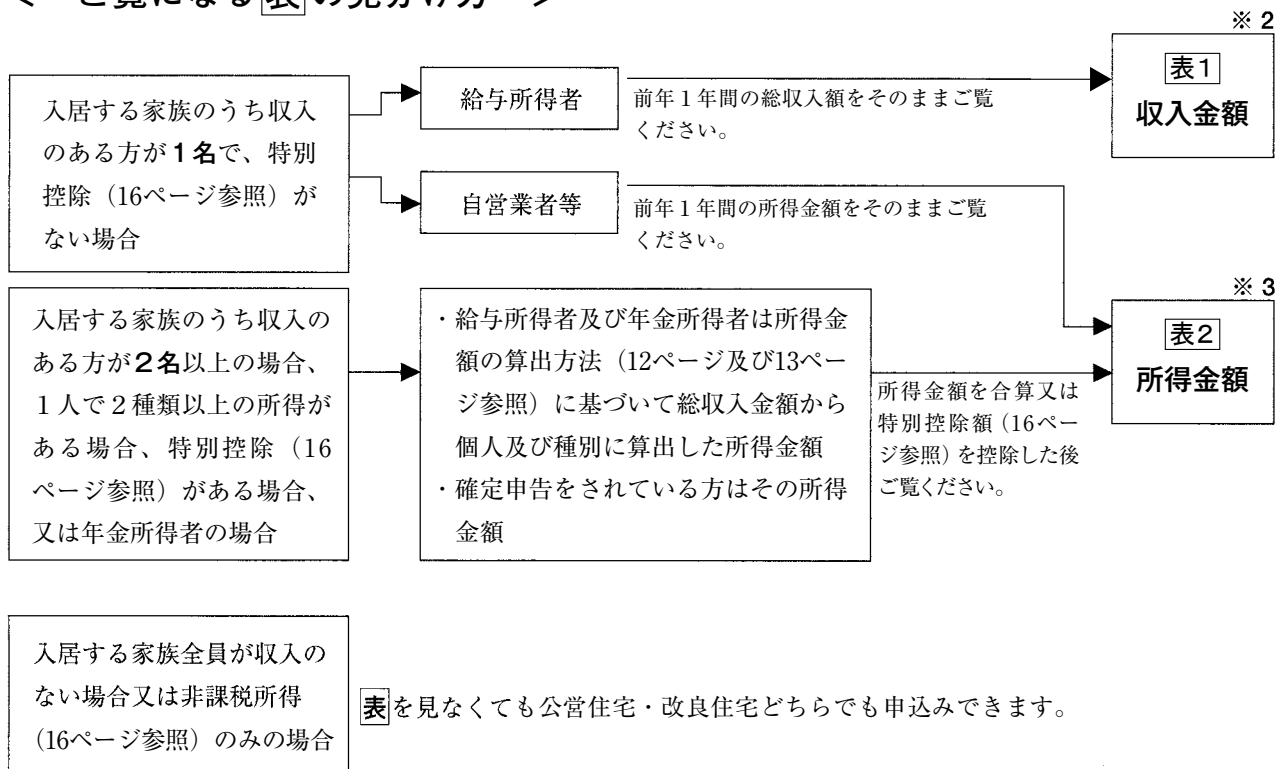 ＜ ご覧になる表の見分け方 ＞
※２
入居する家族のうち収入
のある方が１名で、特別
控除（16ページ参照）が
ない場合
給与所得者
前年１年間の総収入額をそのままご覧
ください。
表１
収入金額
自営業者等
前年１年間の所得金額をそのままご覧
ください。
※３
入居する家族のうち収入の
ある方が２名以上の場合、
１人で２種類以上の所得が
ある場合、特別控除（16
ページ参照）がある場合、
又は年金所得者の場合
・給与所得者及び年金所得者は所得金
額の算出方法（12ページ及び13ペー
ジ参照）に基づいて総収入金額から
個人及び種別に算出した所得金額
・確定申告をされている方はその所得
金額
所得金額を合算又は
特別控除額（16ペー
ジ参照）を控除した後
ご覧ください。
表２
所得金額
入居する家族全員が収入の
ない場合又は非課税所得
（16ページ参照）のみの場合
表を見なくても公営住宅・改良住宅どちらでも申込みできます。